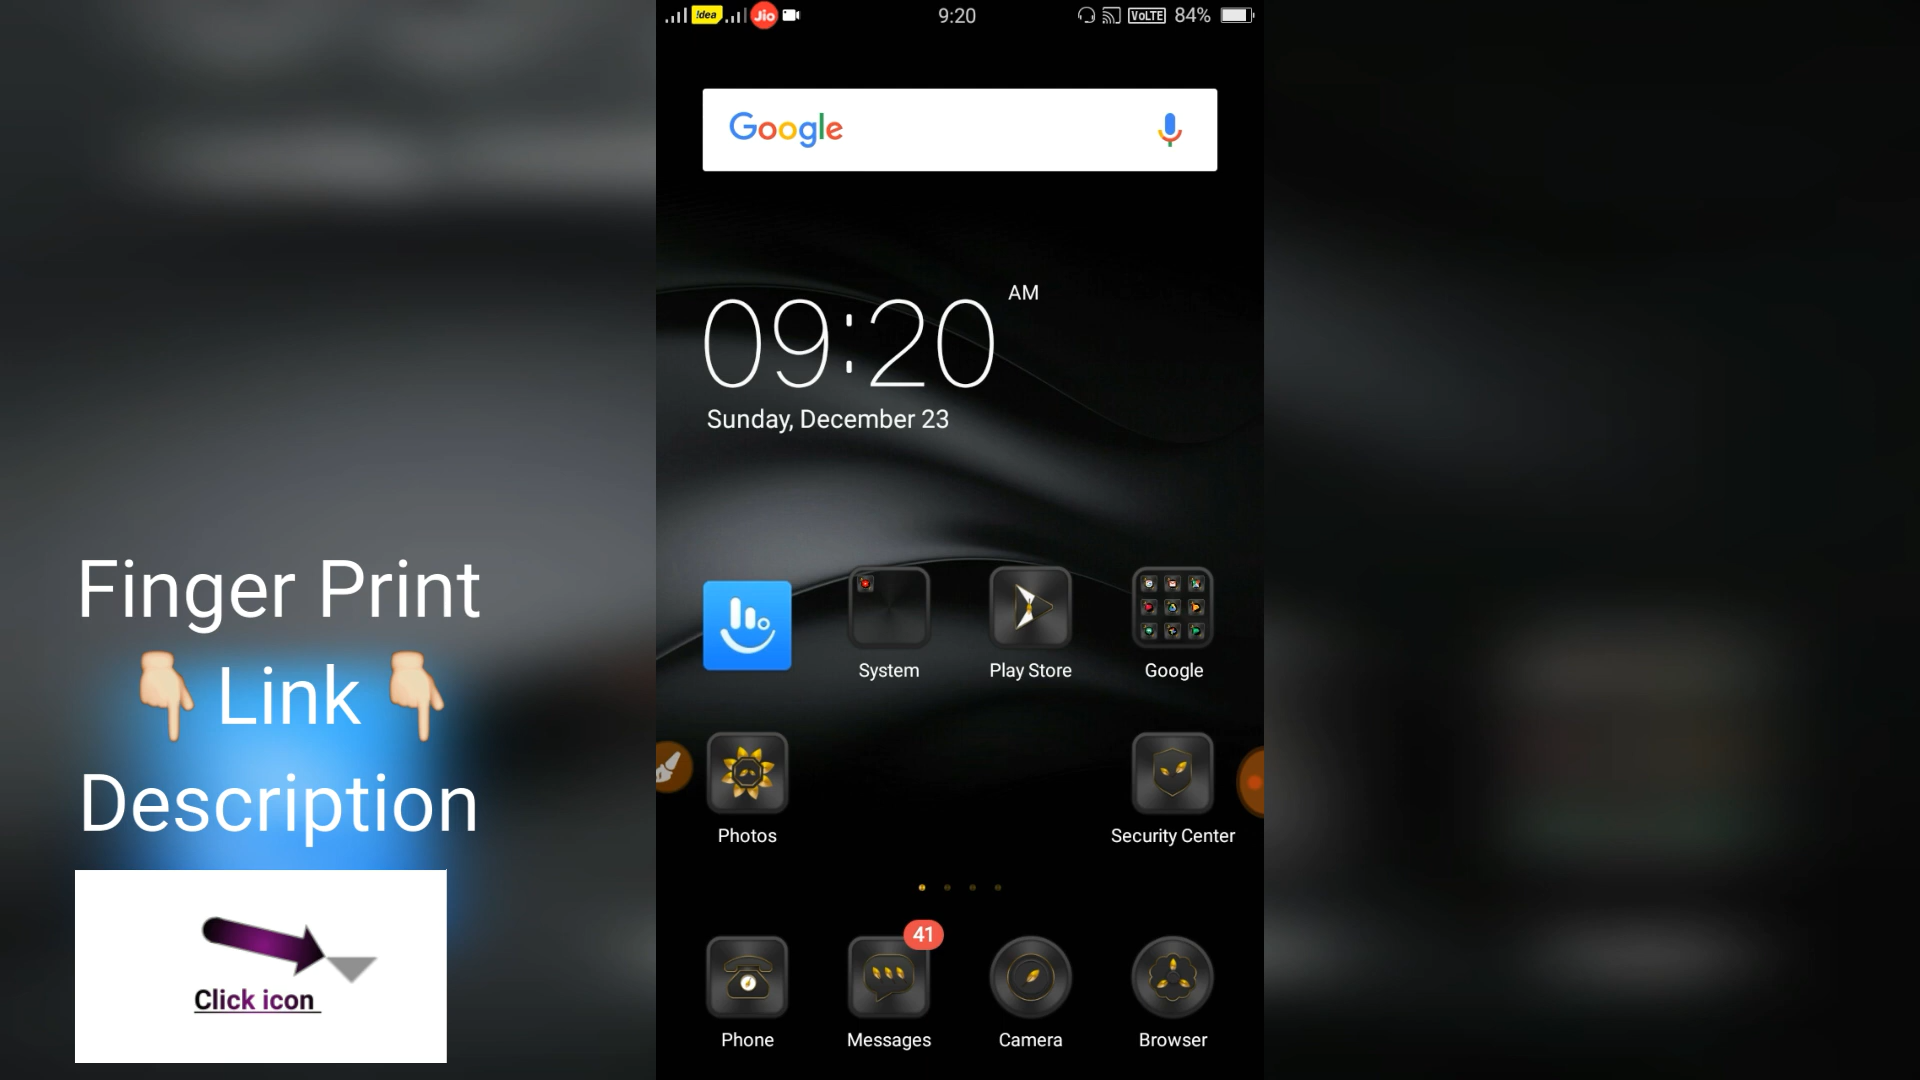 !dea
Jio
9:20
VoLTE
84%
Google
09:20
AM
Sunday, December 23
System
Play Store
Google
Photos
Security Center
41
Phone
Messages
Camera
Browser
Finger Print
👇🏻 Link 👇🏻
Description
Click icon